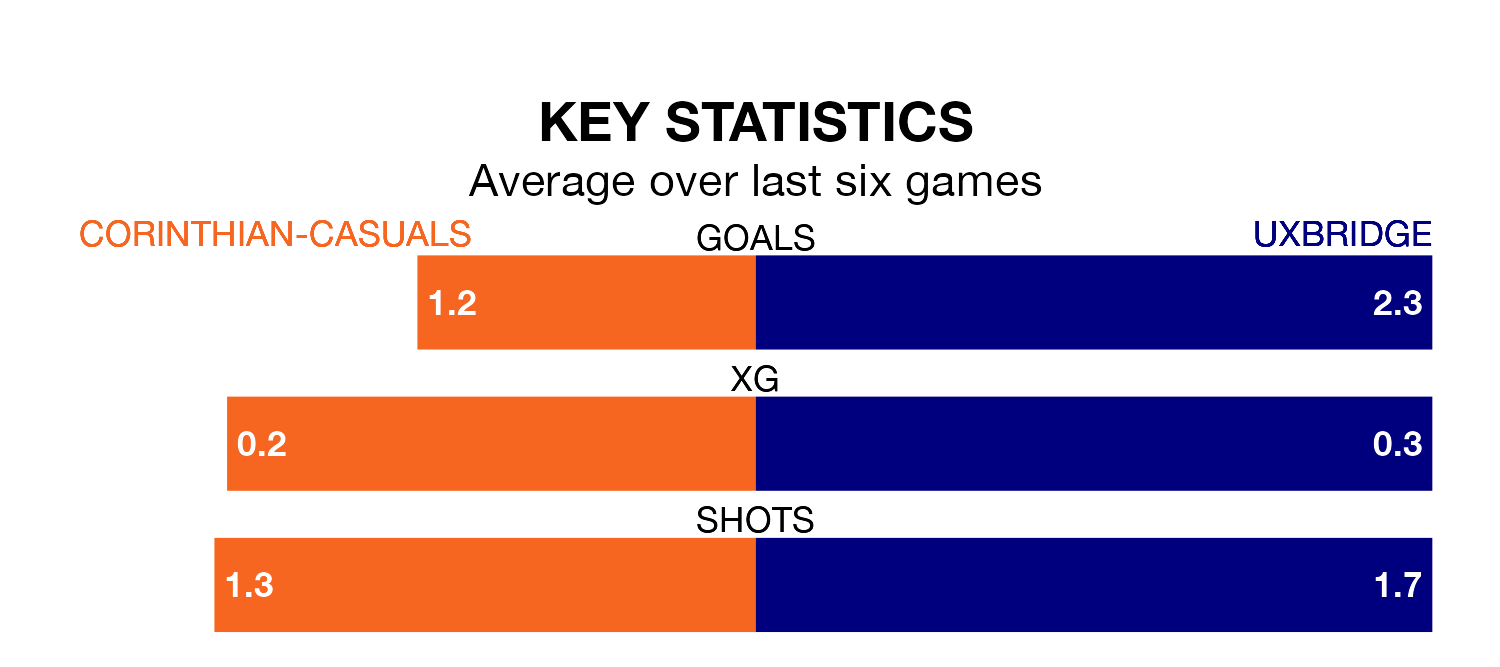 KEY STATISTICS
Average over last six games
CORINTHIAN-CASUALS GOALS UXBRIDGE
1.2 2.3
XG
0.2 0.3
SHOTS
1.3 1.7